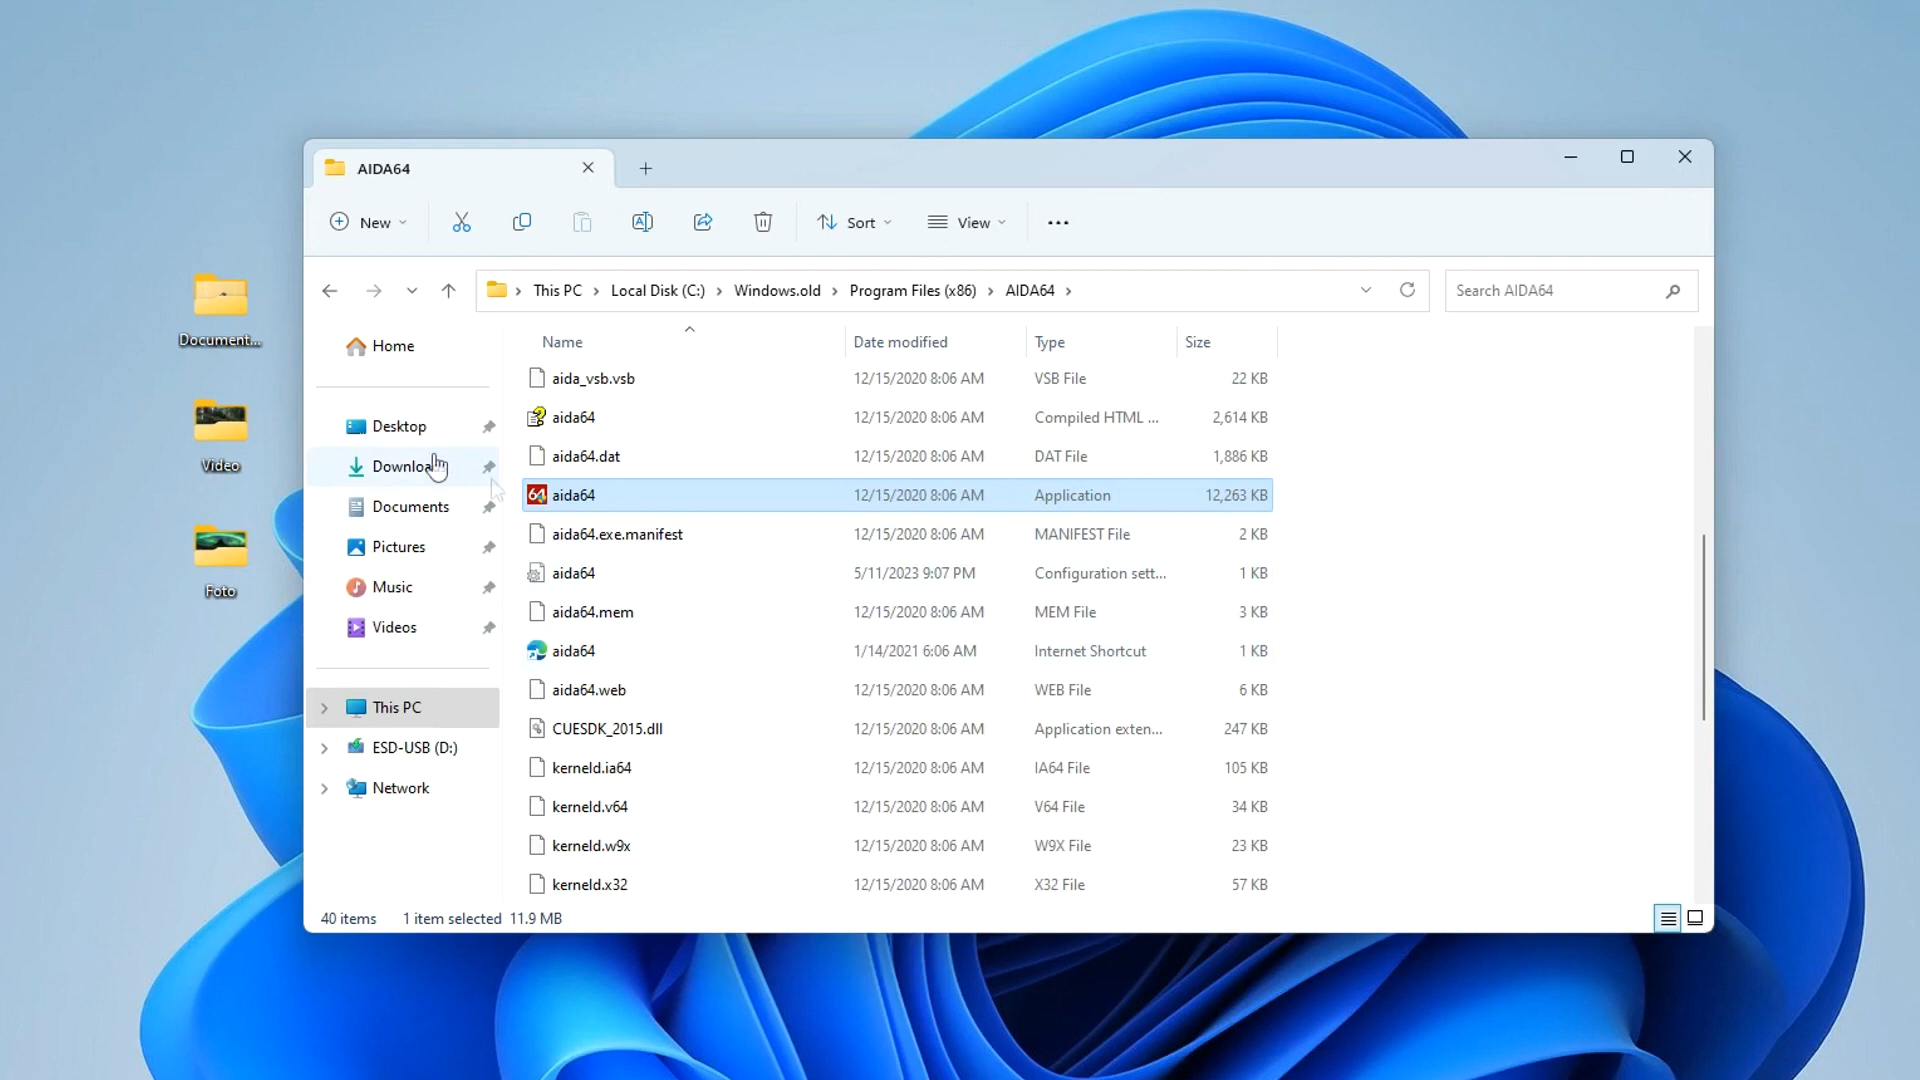 AIDA64
New
Sort
View
This PC
Local Disk (C:)
Windows.old
Program Files (x86)
AIDA64
Search AIDA64
Document...
Video
Foto
Home
Desktop
Documents
Pictures
Music
Videos
This PC
ESD-USB (D:)
Network
Name Date modified Type Size
aida_vsb.vsb 12/15/2020 8:06 AM VSB File 22 KB
aida64 12/15/2020 8:06 AM Compiled HTML ... 2,614 KB
aida64.dat 12/15/2020 8:06 AM DAT File 1,886 KB
64 aida64 12/15/2020 8:06 AM Application 12,263 KB
aida64.exe.manifest 12/15/2020 8:06 AM MANIFEST File 2 KB
aida64 5/11/2023 9:07 PM Configuration sett... 1 KB
aida64.mem 12/15/2020 8:06 AM MEM File 3 KB
aida64 1/14/2021 6:06 AM Internet Shortcut 1 KB
aida64.web 12/15/2020 8:06 AM WEB File 6 KB
CUESDK_2015.dll 12/15/2020 8:06 AM Application exten... 247 KB
kerneld.ia64 12/15/2020 8:06 AM IA64 File 105 KB
kerneld.v64 12/15/2020 8:06 AM V64 File 34 KB
kerneld.w9x 12/15/2020 8:06 AM W9X File 23 KB
kerneld.x32 12/15/2020 8:06 AM X32 File 57 KB
40 items 1 item selected 11.9 MB